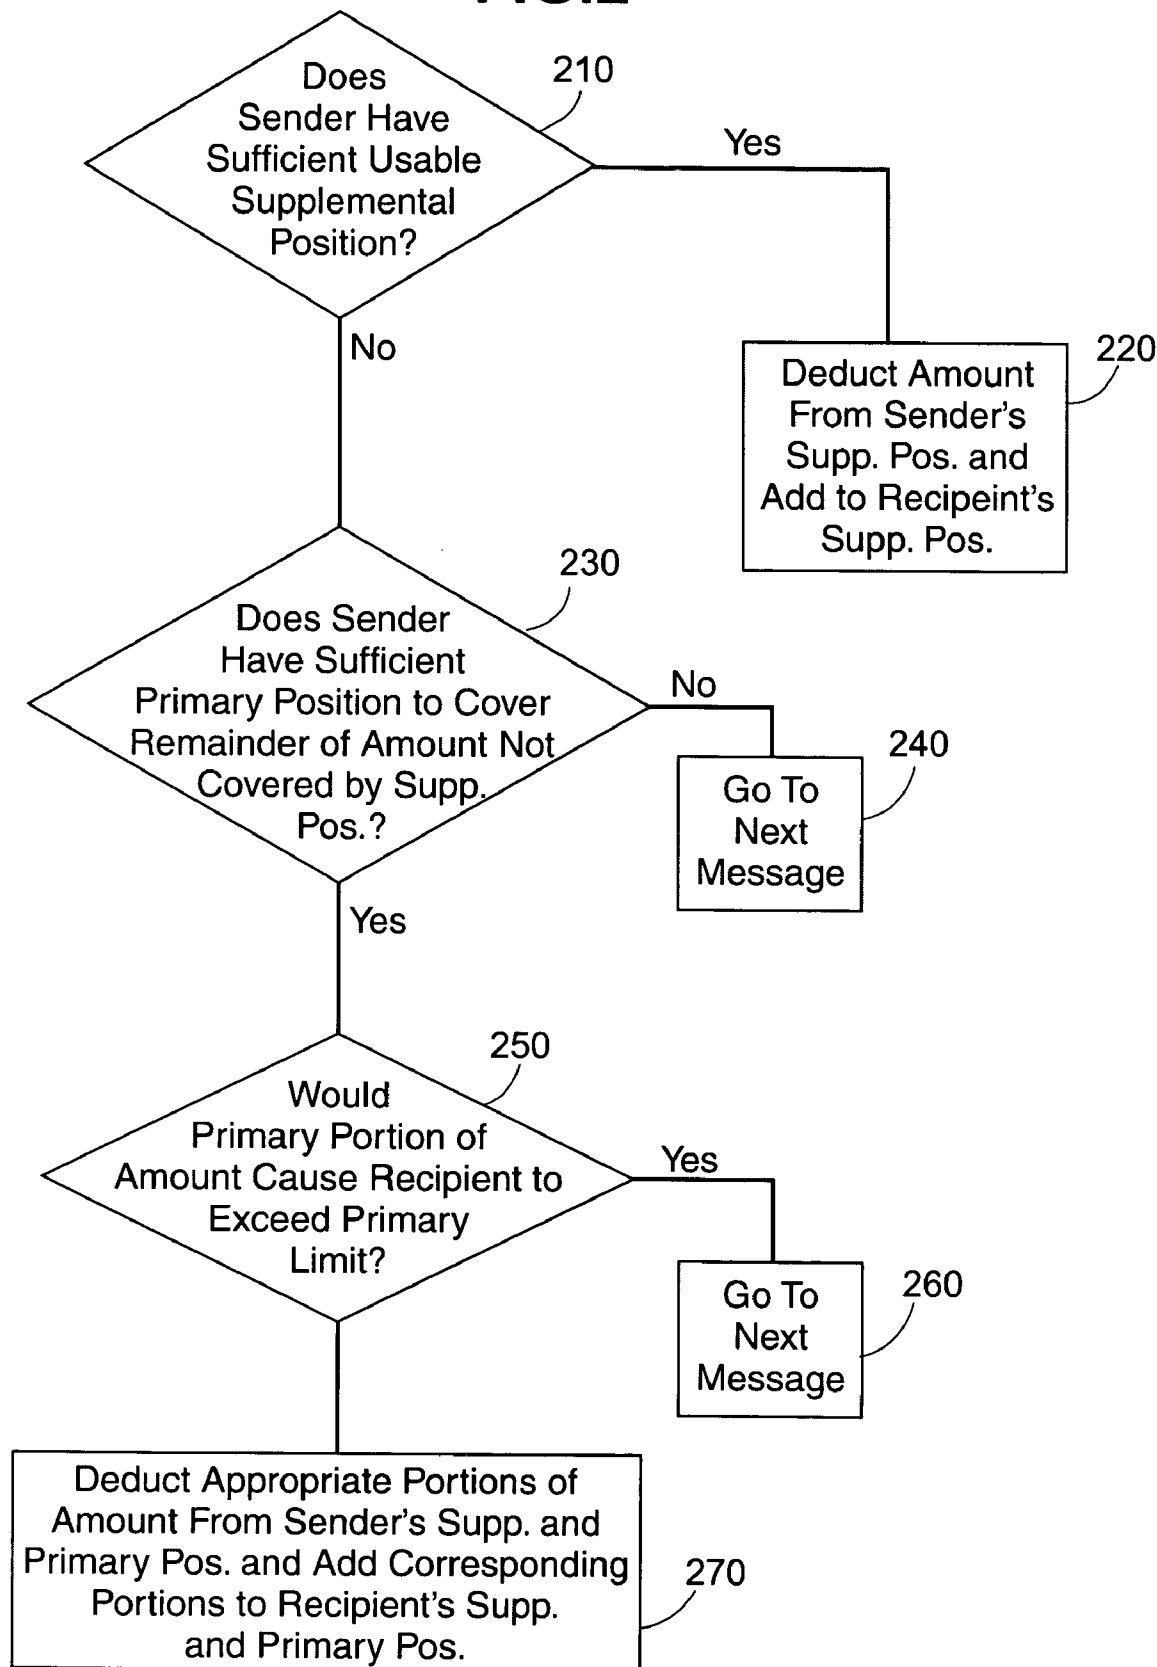 Does
Sender Have
Sufficient Usable
Supplemental
Position?
210
Yes
No
Deduct Amount
From Sender's
Supp. Pos. and
Add to Recipeint's
Supp. Pos.
220
Does Sender
Have Sufficient
Primary Position to Cover
Remainder of Amount Not
Covered by Supp.
Pos.?
230
No
Go To
Next
Message
240
Yes
Would
Primary Portion of
Amount Cause Recipient to
Exceed Primary
Limit?
250
Yes
Go To
Next
Message
260
Deduct Appropriate Portions of
Amount From Sender's Supp. and
Primary Pos. and Add Corresponding
Portions to Recipient's Supp.
and Primary Pos.
270